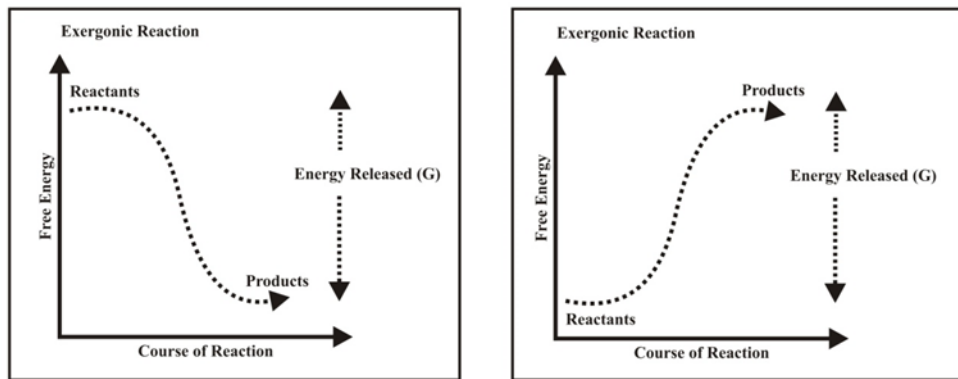 Exergonic Reaction
Reactants
Free Energy
Energy Released (G)
Products
Course of Reaction
Exergonic Reaction
Products
Free Energy
Energy Released (G)
Reactants
Course of Reaction